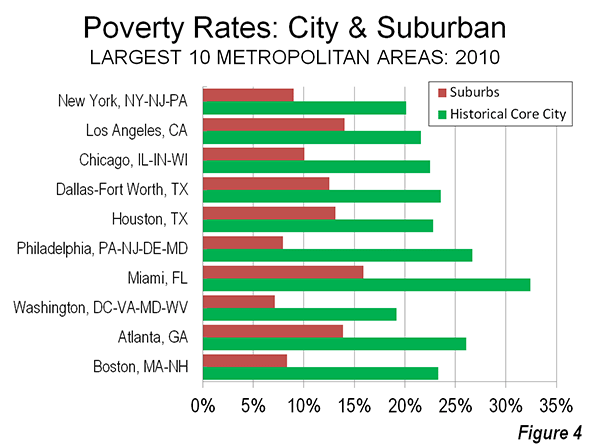 Poverty Rates: City & Suburban
LARGEST 10 METROPOLITAN AREAS: 2010
Suburbs
Historical Core City
New York, NY-NJ-PA
Los Angeles, CA
Chicago, IL-IN-WI
Dallas-Fort Worth, TX
Houston, TX
Philadelphia, PA-NJ-DE-MD
Miami, FL
Washington, DC-VA-MD-WV
Atlanta, GA
Boston, MA-NH
0% 5% 10% 15% 20% 25% 30% 35%
Figure 4